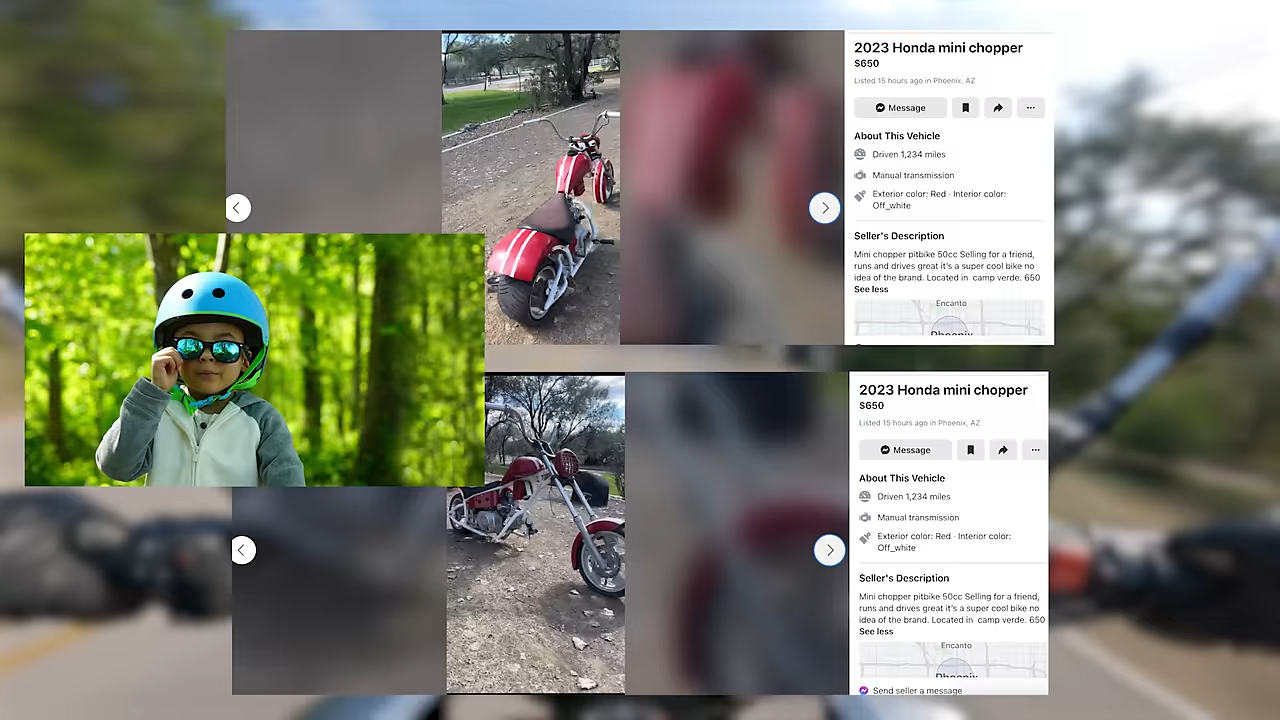 2023 Honda mini chopper
$650
Listed 15 hours ago in Phoenix, AZ
Message
About This Vehicle
Driven 1,234 miles
Manual transmission
Exterior color: Red · Interior color:
Off_white
Seller's Description
Mini chopper pitbike 50cc Selling for a friend,
runs and drives great it's a super cool bike no
idea of the brand. Located in camp verde. 650
See less
Encanto
Phoenix
2023 Honda mini chopper
$650
Listed 15 hours ago in Phoenix, AZ
Message
About This Vehicle
Driven 1,234 miles
Manual transmission
Exterior color: Red · Interior color:
Off_white
Seller's Description
Mini chopper pitbike 50cc Selling for a friend,
runs and drives great it's a super cool bike no
idea of the brand. Located in camp verde. 650
See less
Encanto
Phoenix
Send seller a message